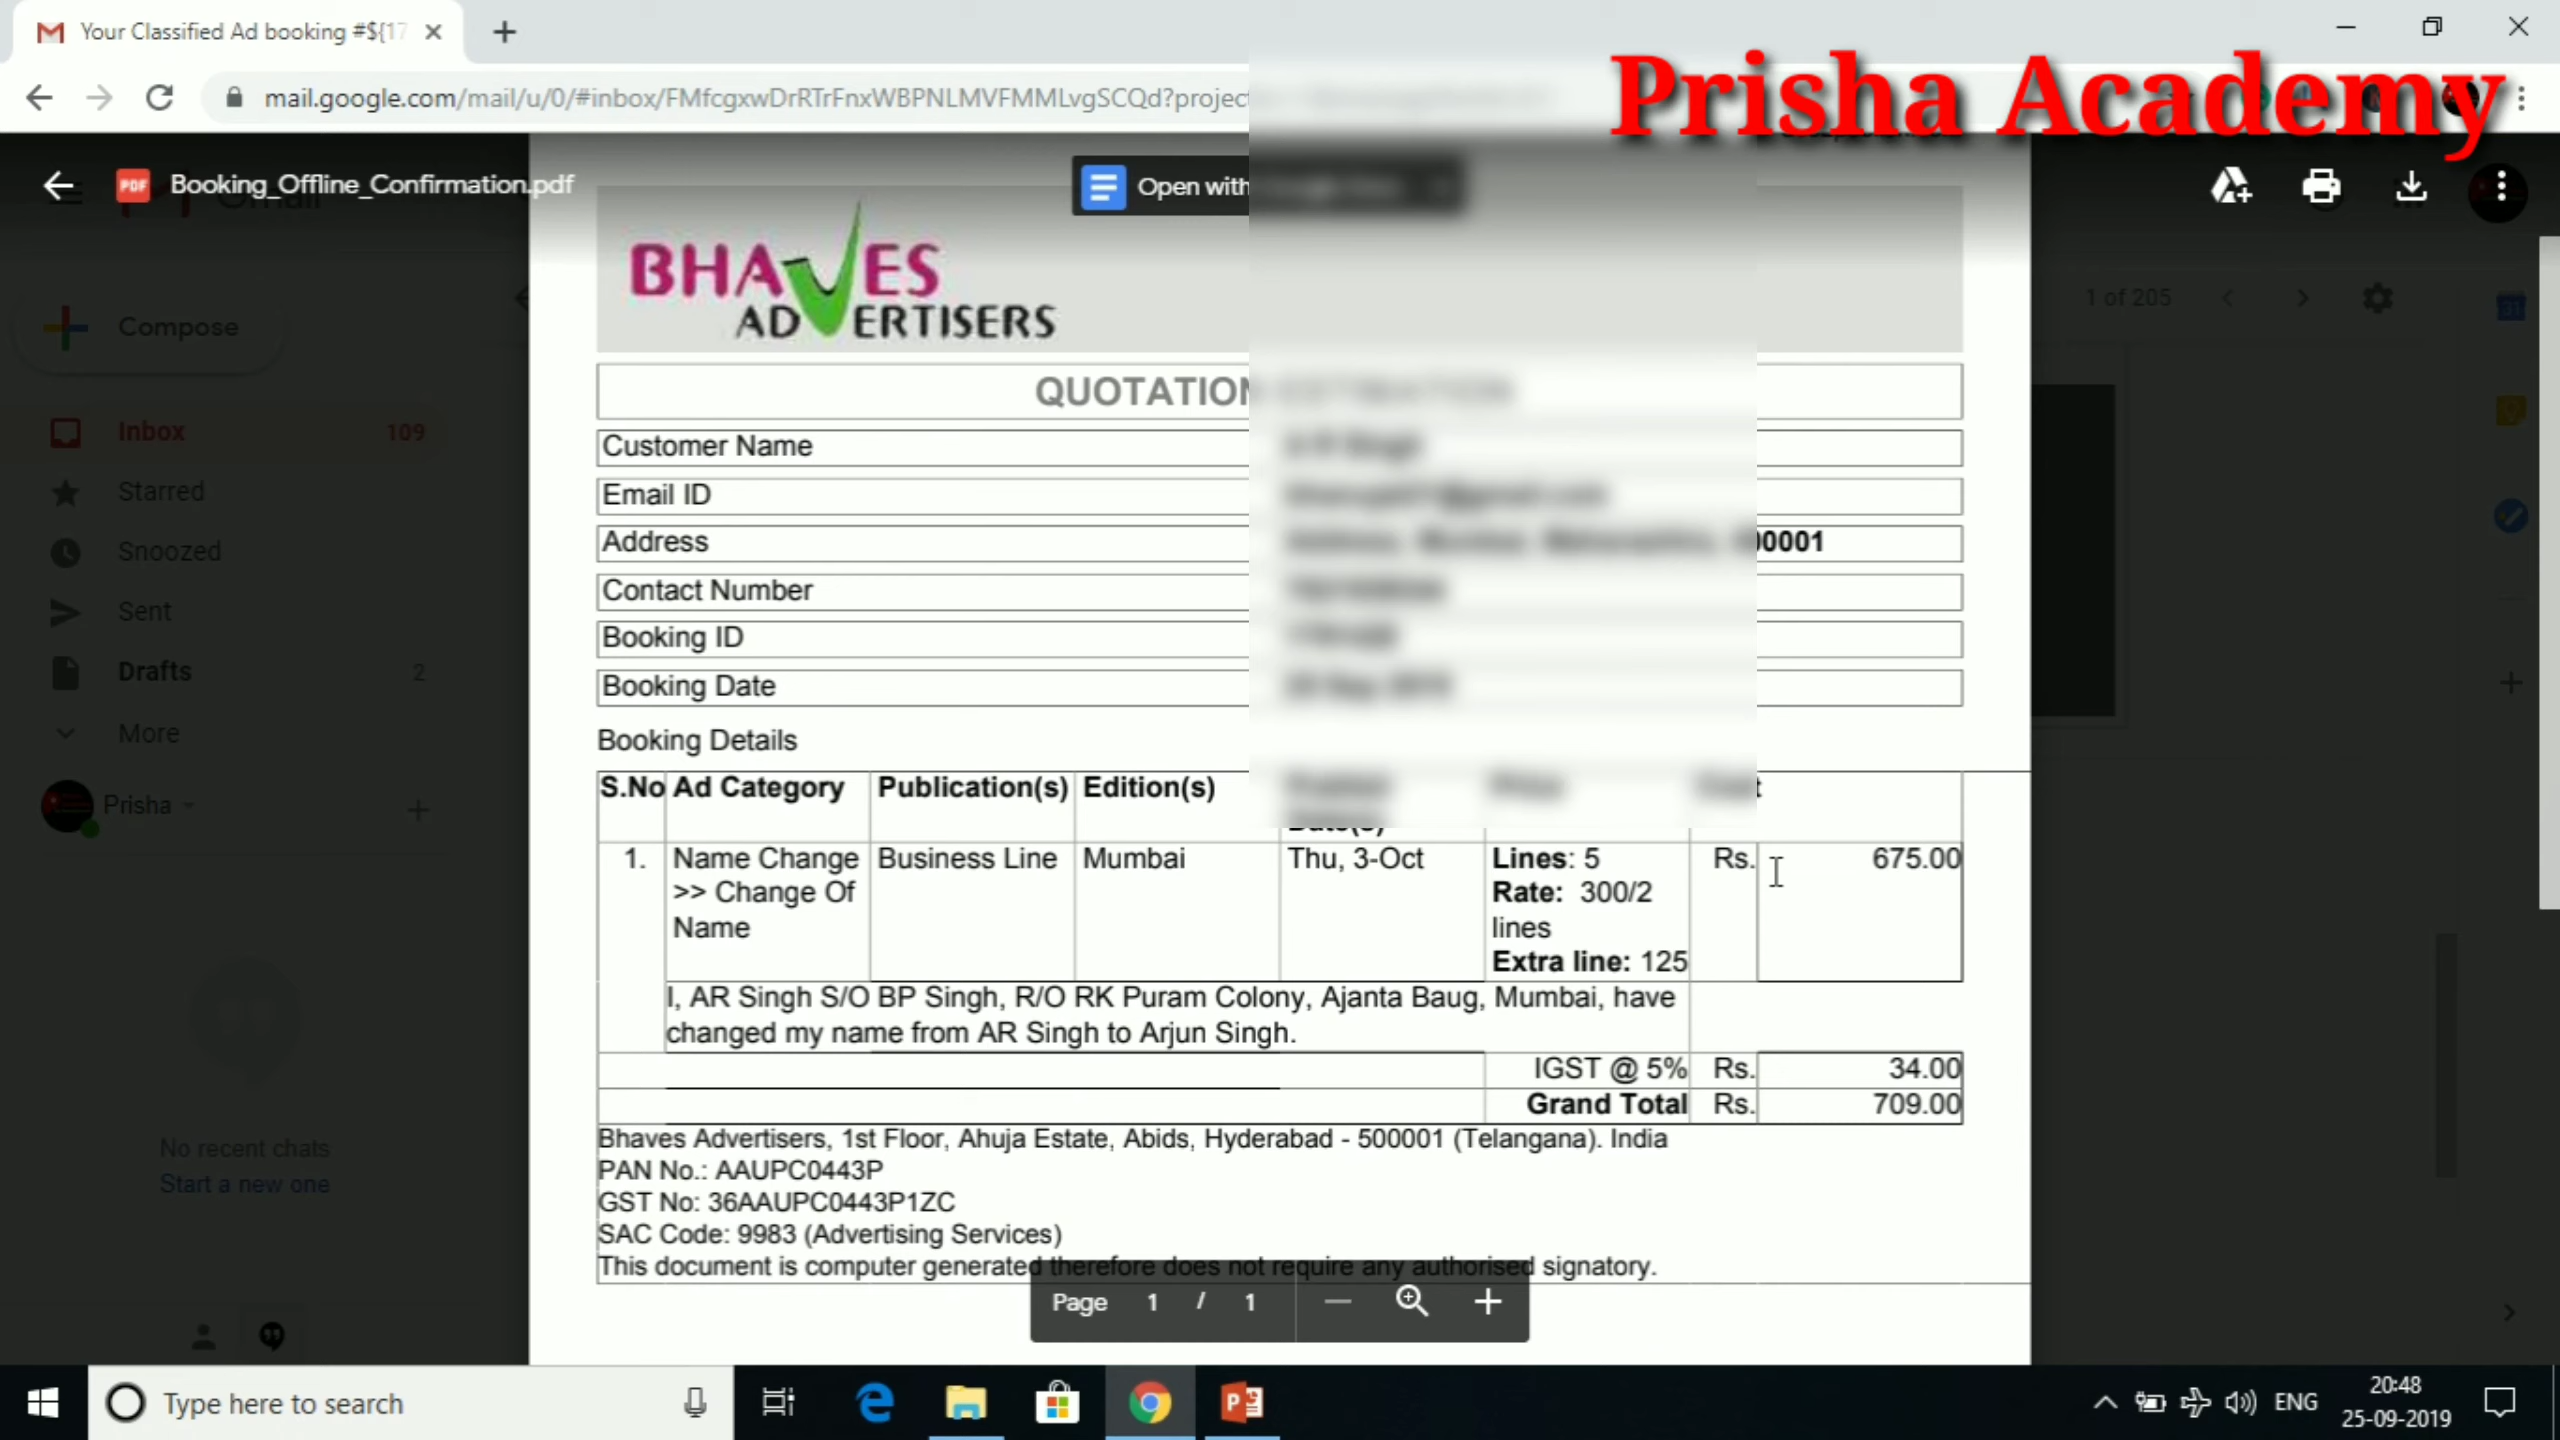 Your Classified Ad booking #${17
Prisha Academy
mail.google.com/mail/u/0/#inbox/FMfcgxwDrRTrFnxWBPNLMVFMMLvgSCQd?projec
PDF Booking_Offline_Confirmation.pdf
Open with
Gmail
BHAVES
ADVERTISERS
Compose
1 of 205
QUOTATION
Inbox 109
Starred
Snoozed
Sent
Drafts 2
More
Prisha
No recent chats
Start a new one
Customer Name
Email ID
Address 00001
Contact Number
Booking ID
Booking Date
Booking Details
S.No Ad Category Publication(s) Edition(s)
1. Name Change Business Line Mumbai Thu, 3-Oct Lines: 5 Rs. 675.00
>> Change Of Rate: 300/2
Name lines
Extra line: 125
I, AR Singh S/O BP Singh, R/O RK Puram Colony, Ajanta Baug, Mumbai, have
changed my name from AR Singh to Arjun Singh.
IGST @ 5% Rs. 34.00
Grand Total Rs. 709.00
Bhaves Advertisers, 1st Floor, Ahuja Estate, Abids, Hyderabad - 500001 (Telangana). India
PAN No.: AAUPC0443P
GST No: 36AAUPC0443P1ZC
SAC Code: 9983 (Advertising Services)
This document is computer generated therefore does not require any authorised signatory.
Page 1 / 1
Type here to search
ENG
20:48
25-09-2019